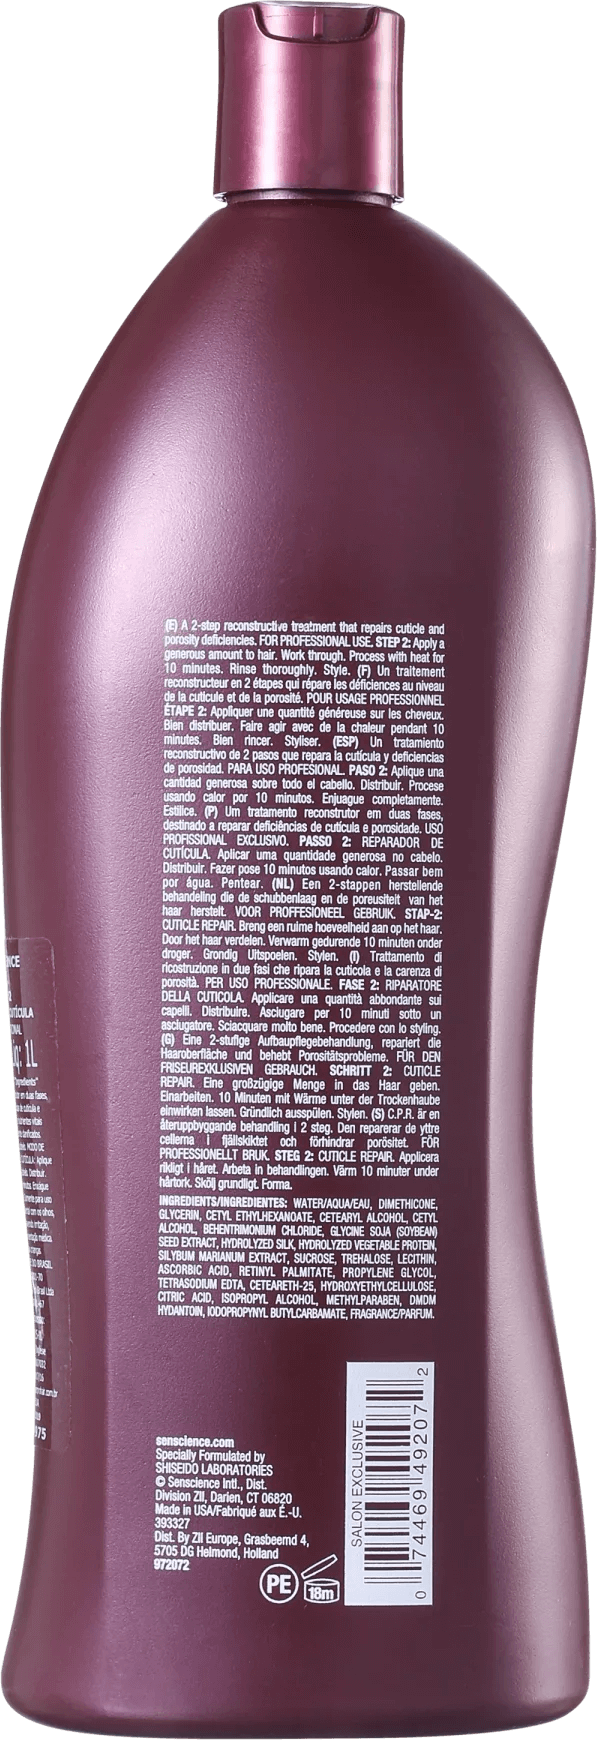 (E) A 2-step reconstructive treatment that repairs cuticle and
porosity deficiencies. FOR PROFESSIONAL USE. STEP 2: Apply a
generous amount to hair. Work through. Process with heat for
10 minutes. Rinse thoroughly. Style. (F) Un traitement
reconstructeur en 2 étapes qui répare les déficiences au niveau
de la cuticule et de la porosité. POUR USAGE PROFESSIONNEL
ÉTAPE 2: Appliquer une quantité généreuse sur les cheveux.
Bien distribuer. Faire agir avec de la chaleur pendant 10
minutes. Bien rincer. Styliser. (ESP) Un tratamiento
reconstructivo de 2 pasos que repara la cutícula y deficiencias
de porosidad. PARA USO PROFESIONAL. PASO 2: Aplique una
cantidad generosa sobre todo el cabello. Distribuir. Procese
usando calor por 10 minutos. Enjuague completamente.
Estilice. (P) Um tratamento reconstrutor em duas fases,
destinado a reparar deficiências de cutícula e porosidade. USO
PROFISSIONAL EXCLUSIVO. PASSO 2: REPARADOR DE
CUTÍCULA. Aplicar uma quantidade generosa no cabelo.
Distribuir. Fazer pose 10 minutos usando calor. Passar bem
por água. Pentear. (NL) Een 2-stappen herstellende
behandeling die de schubbenlaag en de poreusiteit van het
haar herstelt. VOOR PROFFESIONEEL GEBRUIK. STAP-2:
CUTICLE REPAIR. Breng een ruime hoeveelheid aan op het haar.
Door het haar verdelen. Verwarm gedurende 10 minuten onder
droger. Grondig Uitspoelen. Stylen. (I) Trattamento di
ricostruzione in due fasi che ripara la cuticola e la carenza di
porosità. PER USO PROFESSIONALE. FASE 2: RIPARATORE
DELLA CUTICOLA. Applicare una quantità abbondante sui
capelli. Distribuire. Asciugare per 10 minuti sotto un
asciugatore. Sciacquare molto bene. Procedere con lo styling.
(G) Eine 2-stufige Aufbaupflegebehandlung, repariert die
Haaroberfläche und behebt Porositätsprobleme. FÜR DEN
FRISEUREXKLUSIVEN GEBRAUCH. SCHRITT 2: CUTICLE
REPAIR. Eine großzügige Menge in das Haar geben.
Einarbeiten. 10 Minuten mit Wärme unter der Trockenhaube
einwirken lassen. Gründlich ausspülen. Stylen. (S) C.P.R. är en
återuppbyggande behandling i 2 steg. Den reparerar de yttre
cellerna i fjällskiktet och förhindrar porösitet. FÖR
PROFESSIONELLT BRUK. STEG 2: CUTICLE REPAIR. Applicera
rikligt i håret. Arbeta in behandlingen. Värm 10 minuter under
hårtork. Skölj grundligt. Forma.
INGREDIENTS/INGREDIENTES: WATER/AQUA/EAU, DIMETHICONE,
GLYCERIN, CETYL ETHYLHEXANOATE, CETEARYL ALCOHOL, CETYL
ALCOHOL, BEHENTRIMONIUM CHLORIDE, GLYCINE SOJA (SOYBEAN)
SEED EXTRACT, HYDROLYZED SILK, HYDROLYZED VEGETABLE PROTEIN,
SILYBUM MARIANUM EXTRACT, SUCROSE, TREHALOSE, LECITHIN,
ASCORBIC ACID, RETINYL PALMITATE, PROPYLENE GLYCOL,
TETRASODIUM EDTA, CETEARETH-25, HYDROXYETHYLCELLULOSE,
CITRIC ACID, ISOPROPYL ALCOHOL, METHYLPARABEN, DMDM
HYDANTOIN, IODOPROPYNYL BUTYLCARBAMATE, FRAGRANCE/PARFUM.
senscience.com
Specially Formulated by
SHISEIDO LABORATORIES
© Senscience Intl., Dist.
Division ZII, Darien, CT 06820
Made in USA/Fabriqué aux É.-U.
393327
Dist. By ZII Europe, Grasbeemd 4,
5705 DG Helmond, Holland
972072
PE
18m
SALON EXCLUSIVE
0 74469 49207 2
1L